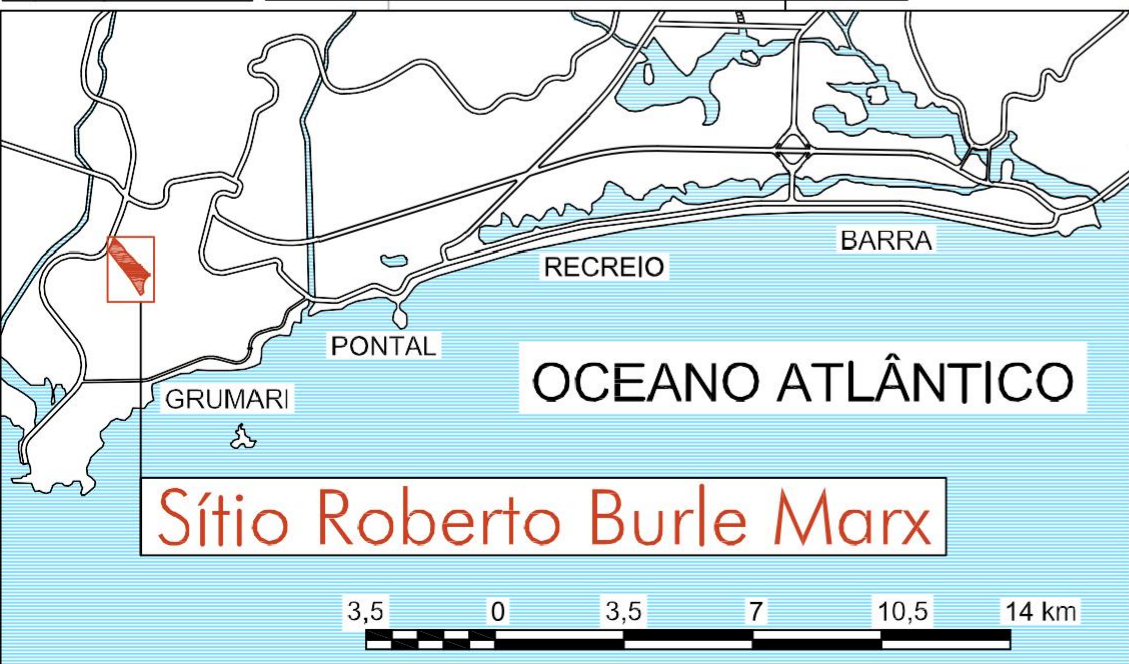 BARRA
RECREIO
PONTAL
OCEANO ATLÂNTICO
GRUMARI
Sítio Roberto Burle Marx
3,5 0 3,5 7 10,5 14 km